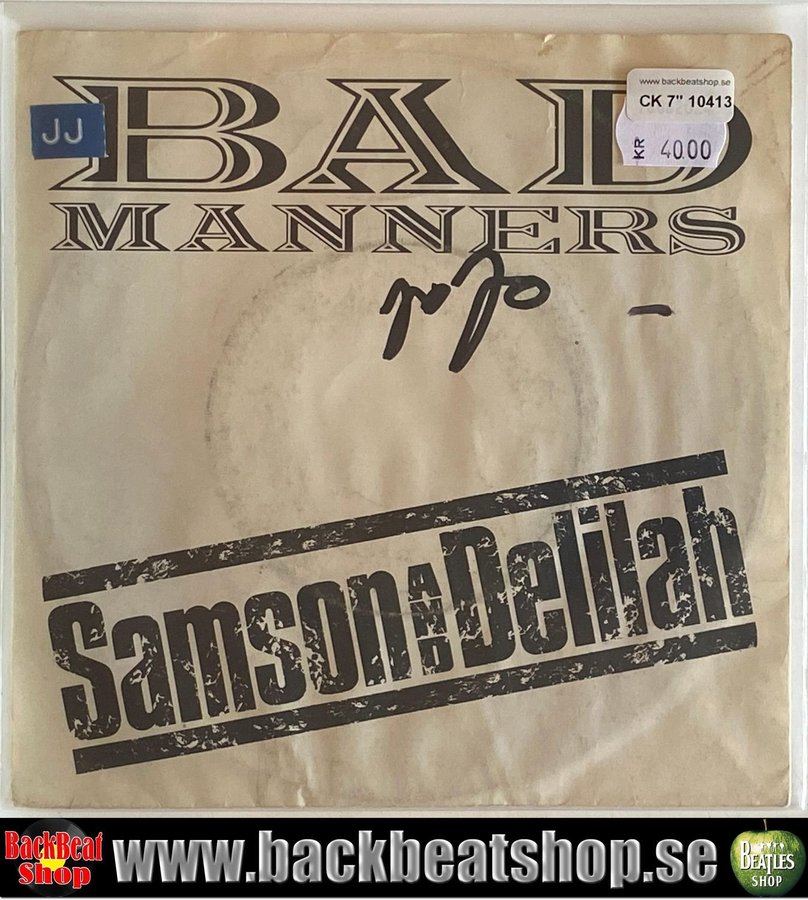 BAD
MANNERS
JJ
www.backbeatshop.se
CK 7" 10413
KR 40.00
JoJo
Samson AND Delilah
BackBeat
Shop
www.backbeatshop.se
BEATLES
SHOP